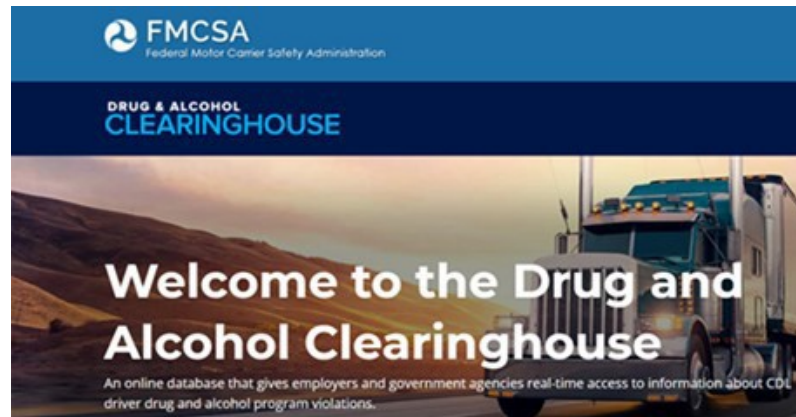 FMCSA
Federal Motor Carrier Safety Administration
DRUG & ALCOHOL
CLEARINGHOUSE
Welcome to the Drug and
Alcohol Clearinghouse
An online database that gives employers and government agencies real-time access to information about CDL
driver drug and alcohol program violations.